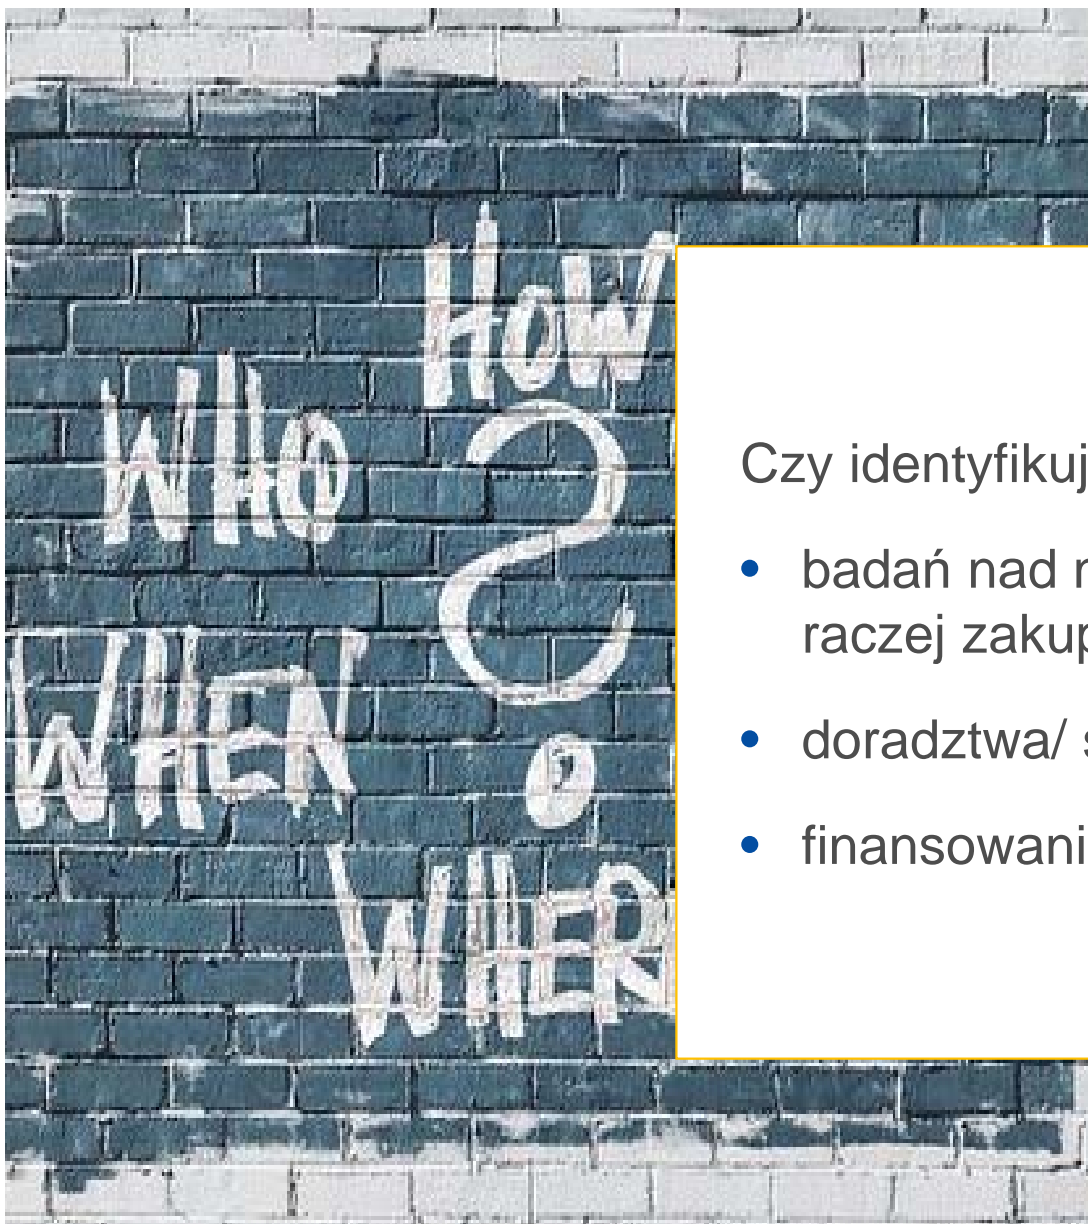 HOW
WHO
?
WHEN
WHER
Czy identyfikuj
• badań nad
raczej zakup
• doradztwa/
• finansowani